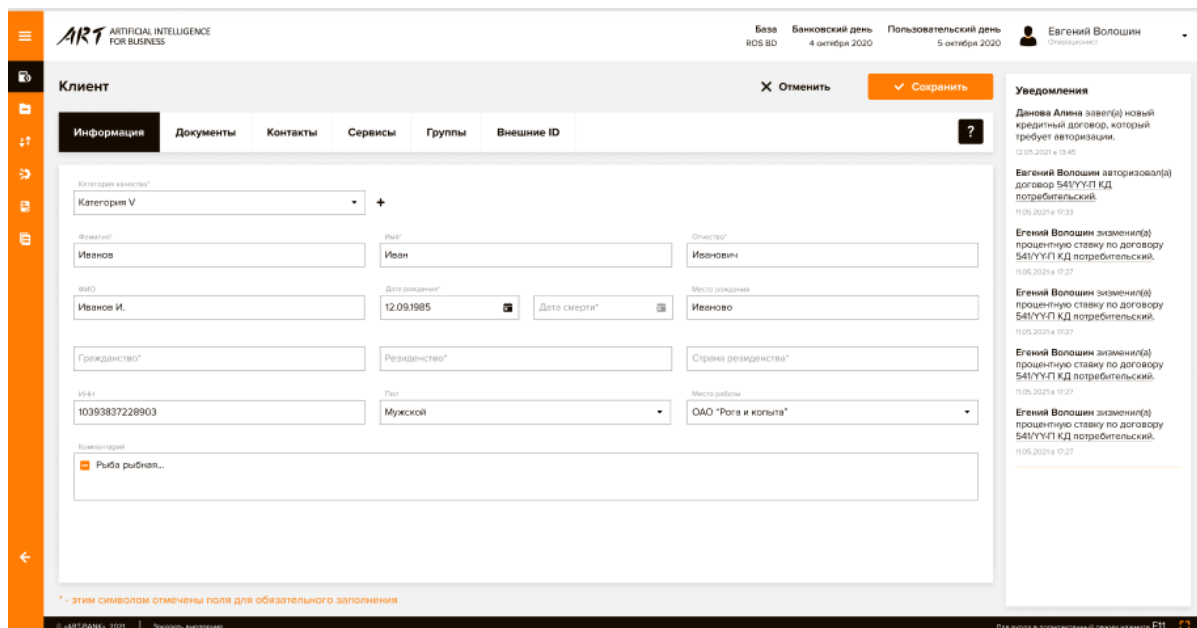 ART ARTIFICIAL INTELLIGENCE
FOR BUSINESS
База Банковский день Пользовательский день
ROS BD 4 октября 2020 5 октября 2020
Евгений Волошин
Операционист
Клиент
Отменить
Сохранить
Информация Документы Контакты Сервисы Группы Внешние ID ?
Категория качества*
Категория V
Фамилия* Имя* Отчество*
Иванов Иван Иванович
ФИО Дата рождения* Место рождения
Иванов И. 12.09.1985 Дата смерти* Иваново
Гражданство* Резиденство* Страна резиденства*
ИНН Пол Место работы
10393837228903 Мужской ОАО "Рога и копыта"
Комментарий
Рыба рыбная...
* - этим символом отмечены поля для обязательного заполнения
Уведомления
Данова Алина завел(а) новый
кредитный договор, который
требует авторизации.
12.05.2021 в 13:45
Евгений Волошин авторизовал(а)
договор 541/YY-П КД
потребительский.
11.05.2021 в 17:33
Егений Волошин зизменил(а)
процентную ставку по договору
541/YY-П КД потребительский.
11.05.2021 в 17:27
Егений Волошин зизменил(а)
процентную ставку по договору
541/YY-П КД потребительский.
11.05.2021 в 17:27
Егений Волошин зизменил(а)
процентную ставку по договору
541/YY-П КД потребительский.
11.05.2021 в 17:27
Егений Волошин зизменил(а)
процентную ставку по договору
541/YY-П КД потребительский.
11.05.2021 в 17:27
© «ART-BANK», 2021
F11